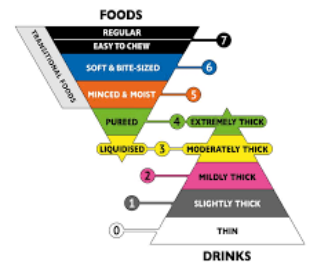 FOODS
TRANSITIONAL FOODS
REGULAR
EASY TO CHEW
7
SOFT & BITE-SIZED
6
MINCED & MOIST
5
PUREED
4
EXTREMELY THICK
LIQUIDISED
3
MODERATELY THICK
2
MILDLY THICK
1
SLIGHTLY THICK
0
THIN
DRINKS